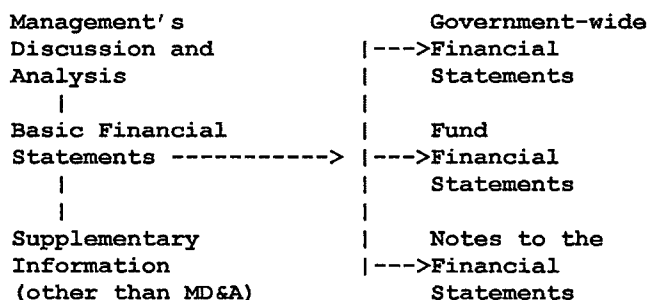 Management's Government-wide
Discussion and |--->Financial
Analysis | Statements
| |
Basic Financial | Fund
Statements -----------> |--->Financial
| | Statements
| |
Supplementary | Notes to the
Information |--->Financial
(other than MD&A) Statements